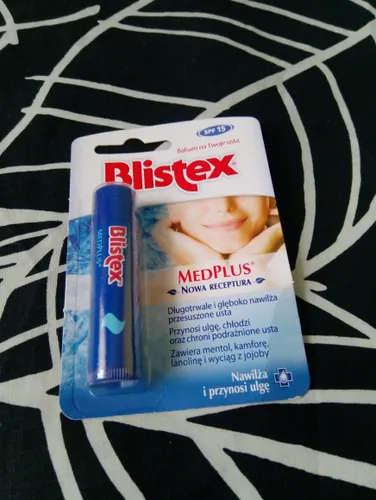 SPF 15
Balsam na Twoje usta
Blistex®
MEDPLUS®
NOWA RECEPTURA
Długotrwale i głęboko nawilża
przesuszone usta
Przynosi ulgę, chłodzi
oraz chroni podrażnione usta
Zawiera mentol, kamforę,
lanolinę i wyciąg z jojoby
Nawilża
i przynosi ulgę
Blistex
MEDPLUS